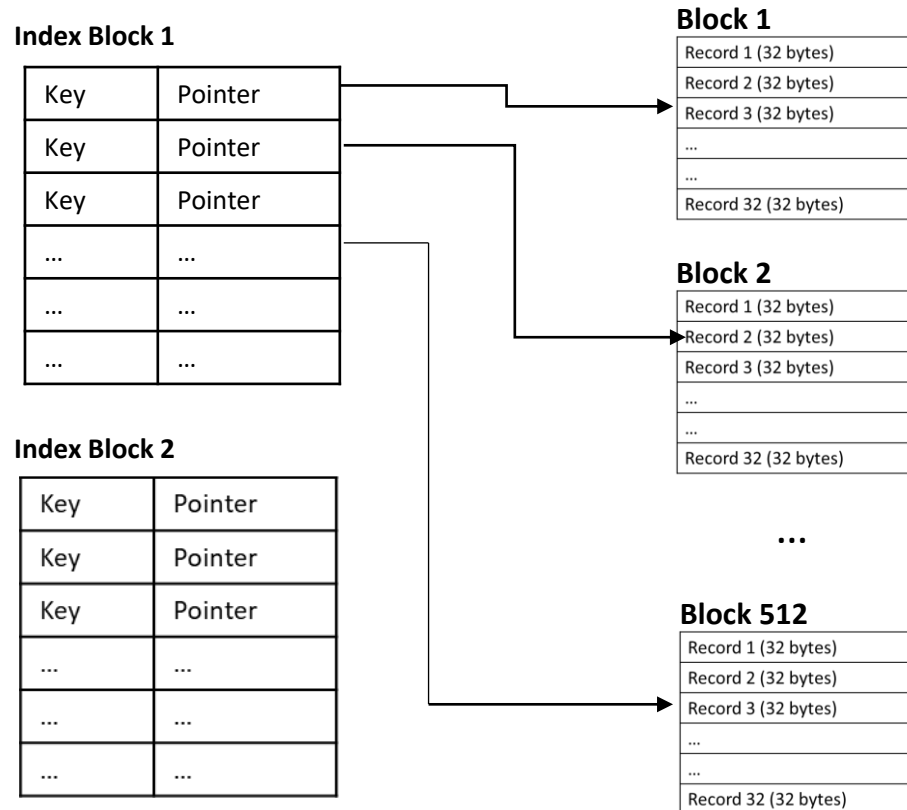 Index Block 1
Key Pointer
Key Pointer
Key Pointer
... ...
... ...
... ...
Index Block 2
Key Pointer
Key Pointer
Key Pointer
... ...
... ...
... ...
Block 1
Record 1 (32 bytes)
Record 2 (32 bytes)
Record 3 (32 bytes)
...
...
Record 32 (32 bytes)
Block 2
Record 1 (32 bytes)
Record 2 (32 bytes)
Record 3 (32 bytes)
...
...
Record 32 (32 bytes)
...
Block 512
Record 1 (32 bytes)
Record 2 (32 bytes)
Record 3 (32 bytes)
...
...
Record 32 (32 bytes)